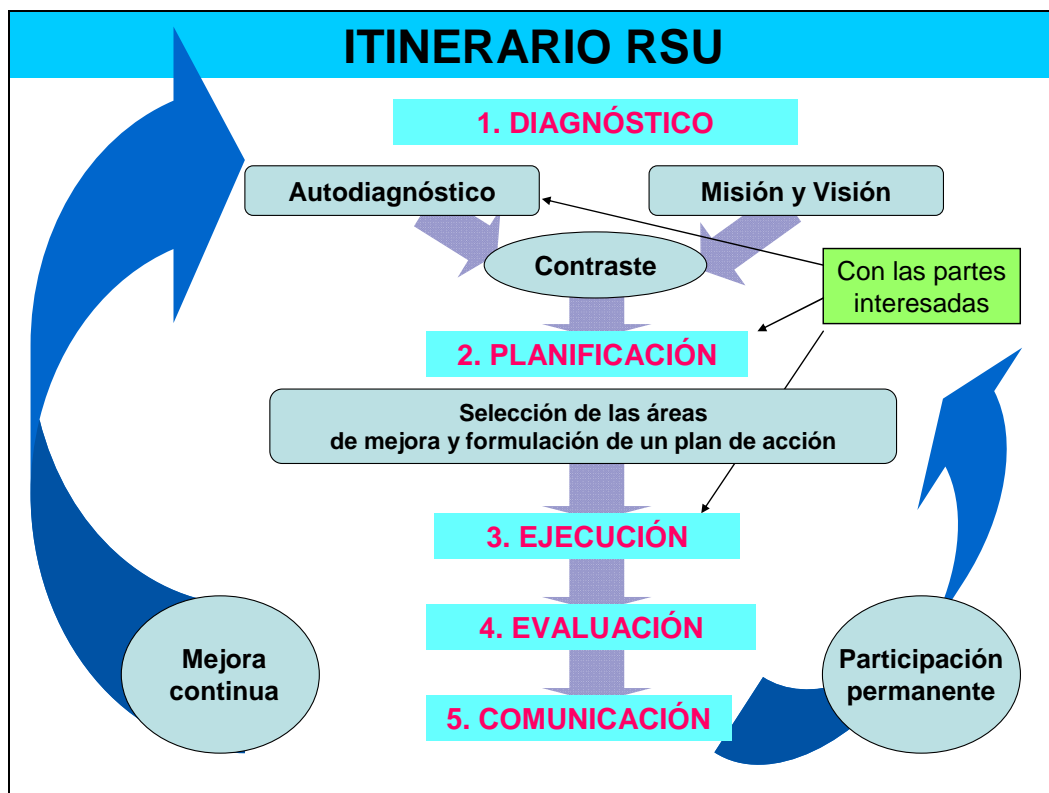 ITINERARIO RSU
1. DIAGNÓSTICO
Autodiagnóstico
Misión y Visión
Contraste
Con las partes
interesadas
2. PLANIFICACIÓN
Selección de las áreas
de mejora y formulación de un plan de acción
3. EJECUCIÓN
4. EVALUACIÓN
Mejora
continua
Participación
permanente
5. COMUNICACIÓN